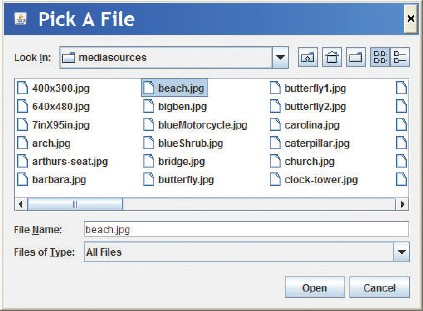 Pick A File
Look In: mediasources
400x300.jpg beach.jpg butterfly1.jpg
640x480.jpg bigben.jpg butterfly2.jpg
7inX95in.jpg blueMotorcycle.jpg carolina.jpg
arch.jpg blueShrub.jpg caterpillar.jpg
arthurs-seat.jpg bridge.jpg church.jpg
barbara.jpg butterfly.jpg clock-tower.jpg
File Name: beach.jpg
Files of Type: All Files
Open Cancel